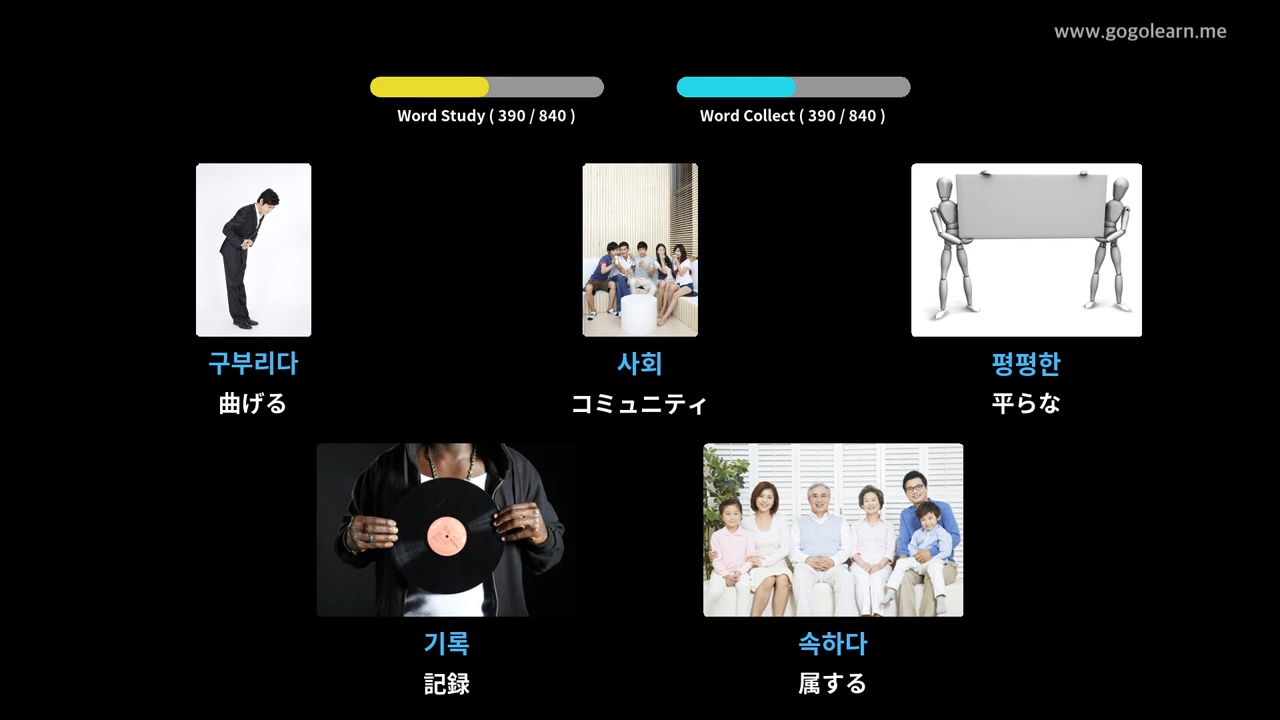 www.gogolearn.me
Word Study ( 390 / 840 )
Word Collect ( 390 / 840 )
구부리다
曲げる
사회
コミュニティ
평평한
平らな
기록
記録
속하다
属する